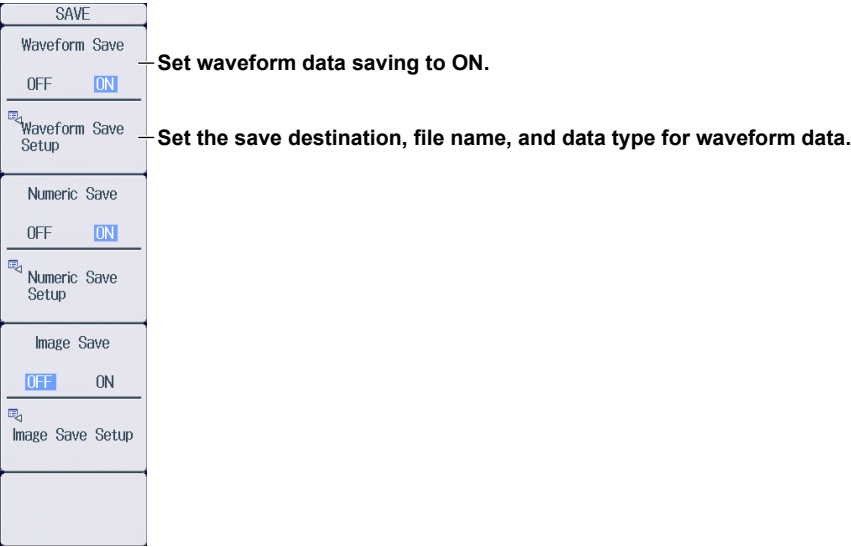 SAVE
Waveform Save
OFF ON
Set waveform data saving to ON.
Waveform Save
Setup
Set the save destination, file name, and data type for waveform data.
Numeric Save
OFF ON
Numeric Save
Setup
Image Save
OFF ON
Image Save Setup